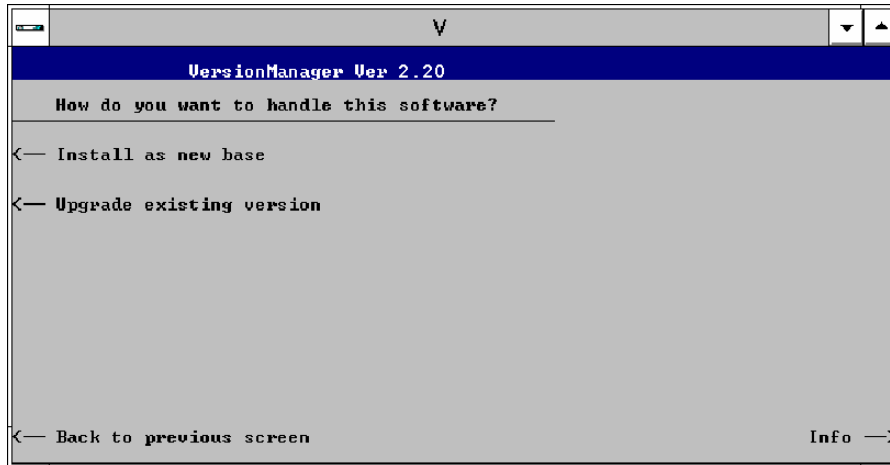 V
VersionManager Ver 2.20
How do you want to handle this software?
<── Install as new base
<── Upgrade existing version
<── Back to previous screen
Info ──>